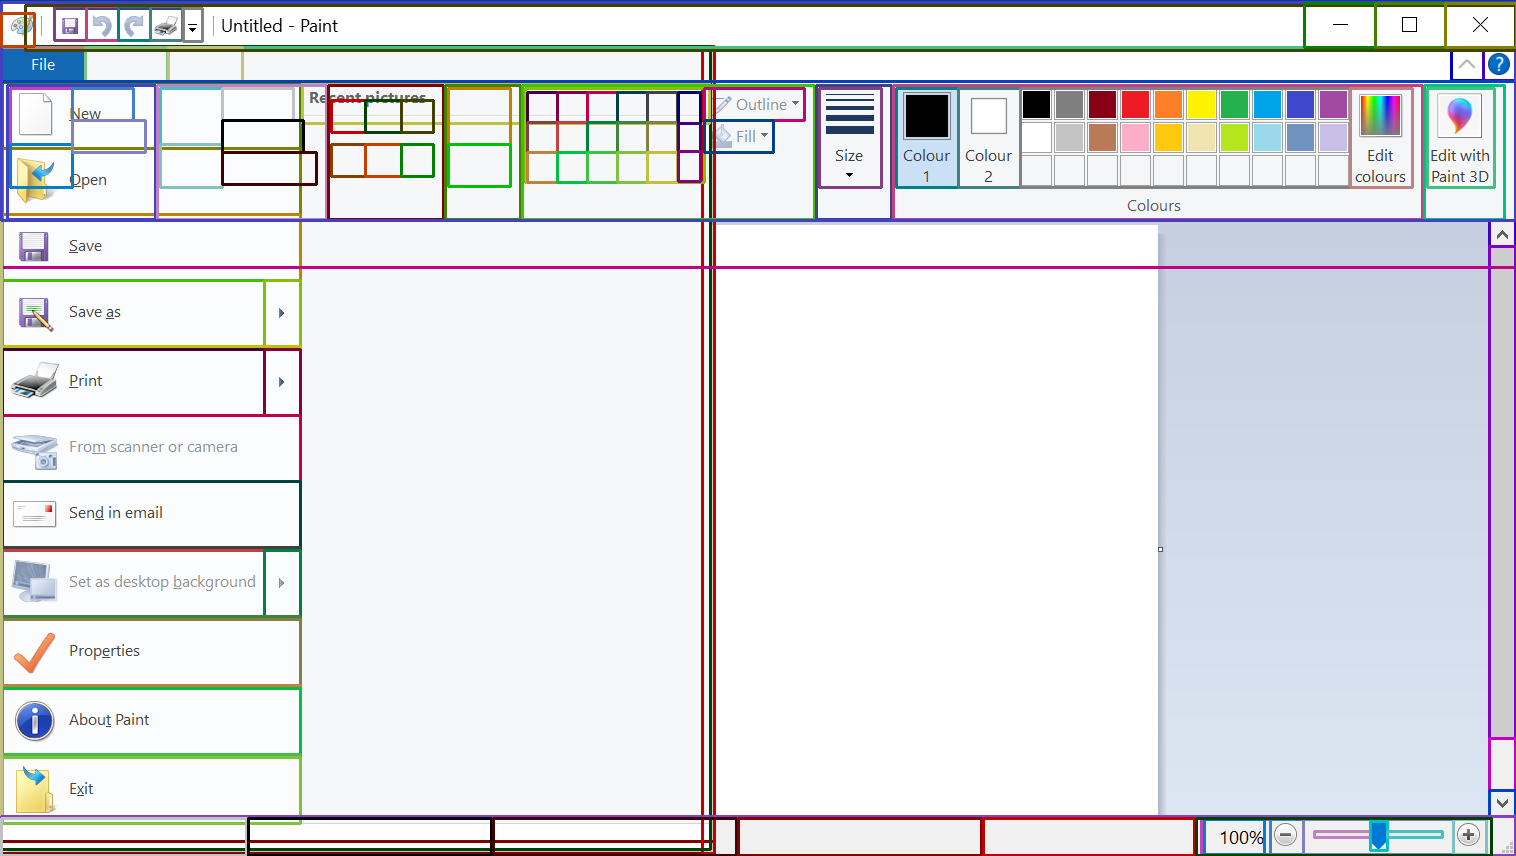 Untitled - Paint
File
New
Recent pictures
Outline
Fill
Open
Size
Colour
1
Colour
2
Edit
colours
Edit with
Paint 3D
Colours
Save
Save as
Print
From scanner or camera
Send in email
Set as desktop background
Properties
About Paint
Exit
100%